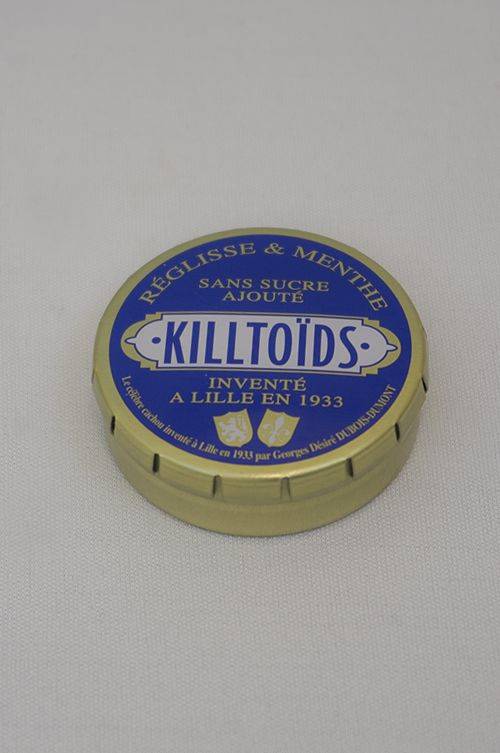 RÉGLISSE & MENTHE
SANS SUCRE
AJOUTÉ
·KILLTOÏDS·
INVENTÉ
A LILLE EN 1933
Le célèbre cachou inventé à Lille en 1933 par Georges Désiré DUBOIS-DUMONT